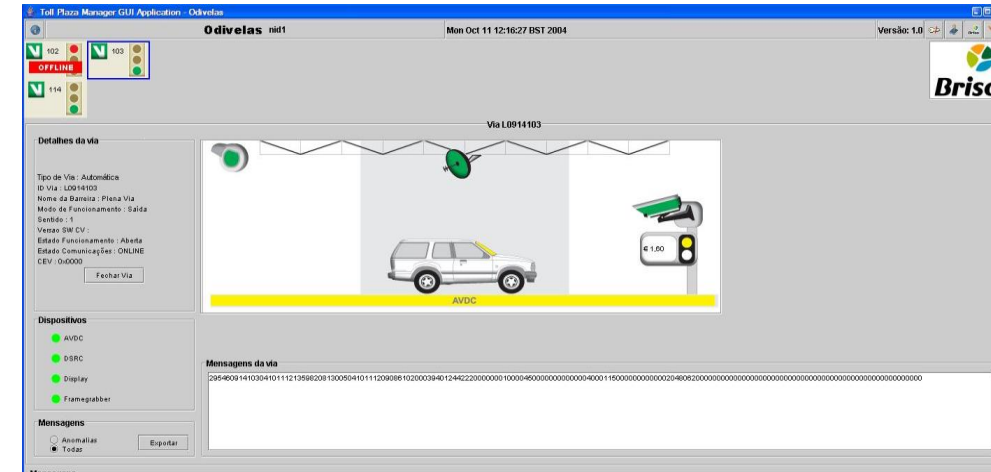 Toll Plaza Manager GUI Application - Odivelas
Odivelas nid1
Mon Oct 11 12:16:27 BST 2004
Versão: 1.0
102
OFFLINE
103
114
Brisa
Via L0914103
Detalhes da via
Tipo de Via : Automática
ID Via : L0914103
Nome da Barreira : Plena Via
Modo de Funcionamento : Saída
Sentido : 1
Versao SW CV :
Estado Funcionamento : Aberta
Estado Comunicações : ONLINE
CEV : 0x0000
Fechar Via
€ 1,60
AVDC
Dispositivos
AVDC
DSRC
Display
Framegrabber
Mensagens da via
Mensagens
Anomalias
Todas
Exportar